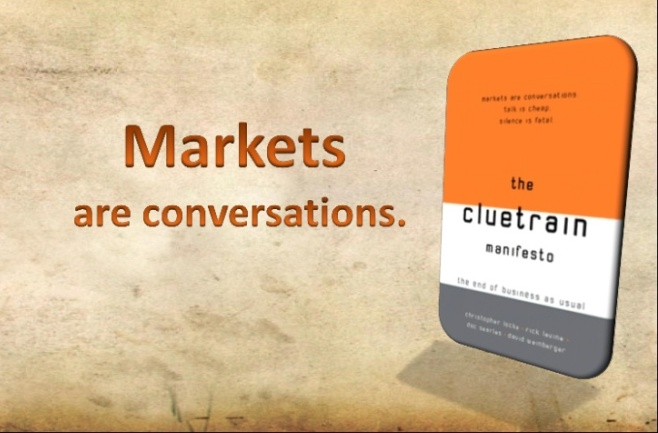 Markets
are conversations.
markets are conversations.
talk is cheap.
silence is fatal.
the
cluetrain
manifesto
the end of business as usual
christopher locke · rick levine ·
doc searls · david weinberger